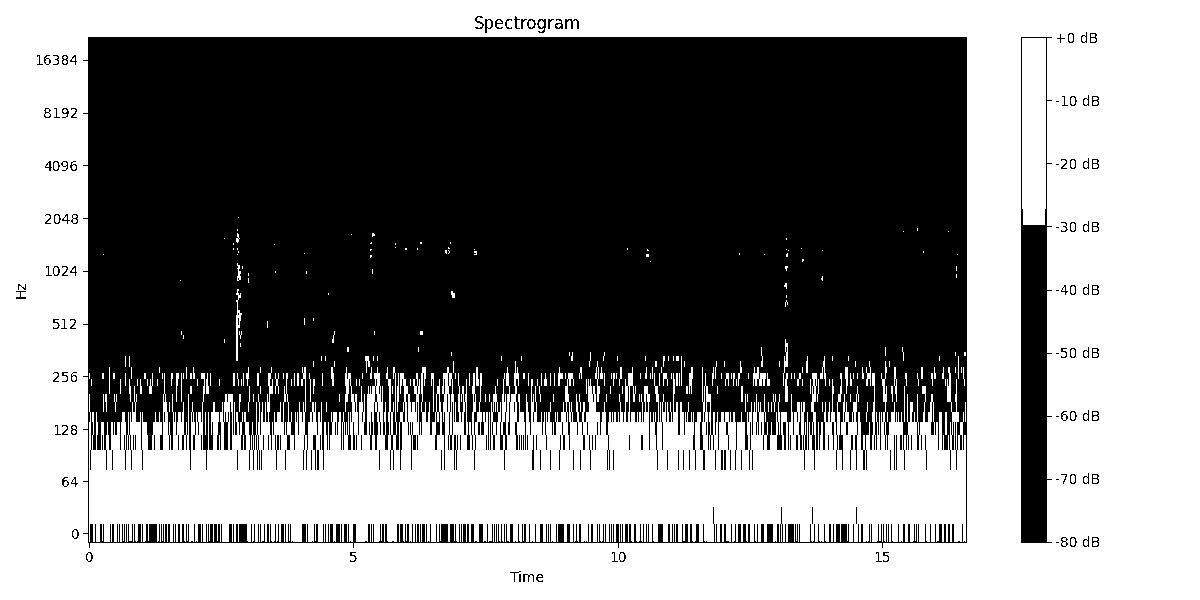 Spectrogram
16384
8192
4096
2048
1024
512
256
128
64
0
Hz
0
5
10
15
Time
+0 dB
-10 dB
-20 dB
-30 dB
-40 dB
-50 dB
-60 dB
-70 dB
-80 dB